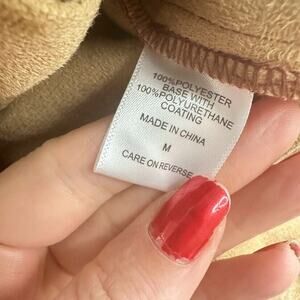 100%POLYESTER
BASE WITH
100%POLYURETHANE
COATING
MADE IN CHINA
M
CARE ON REVERSE